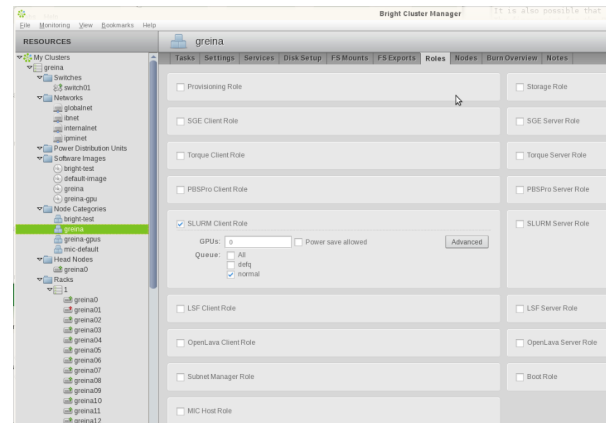 It is also possible that
Bright Cluster Manager
File Monitoring View Bookmarks Help
RESOURCES
My Clusters
greina
Switches
switch01
Networks
globalnet
ibnet
internalnet
ipminet
Power Distribution Units
Software Images
bright-test
default-image
greina
greina-gpu
Node Categories
bright-test
greina
greina-gpus
mic-default
Head Nodes
greina0
Racks
1
greina0
greina01
greina02
greina03
greina04
greina05
greina06
greina07
greina08
greina09
greina10
greina11
greina12
greina
Tasks Settings Services Disk Setup FS Mounts FS Exports Roles Nodes Burn Overview Notes
Provisioning Role Storage Role
SGE Client Role SGE Server Role
Torque Client Role Torque Server Role
PBSPro Client Role PBSPro Server Role
SLURM Client Role SLURM Server Role
GPUs: 0 Power save allowed Advanced
Queue: All
defq
normal
LSF Client Role LSF Server Role
OpenLava Client Role OpenLava Server Role
Subnet Manager Role Boot Role
MIC Host Role